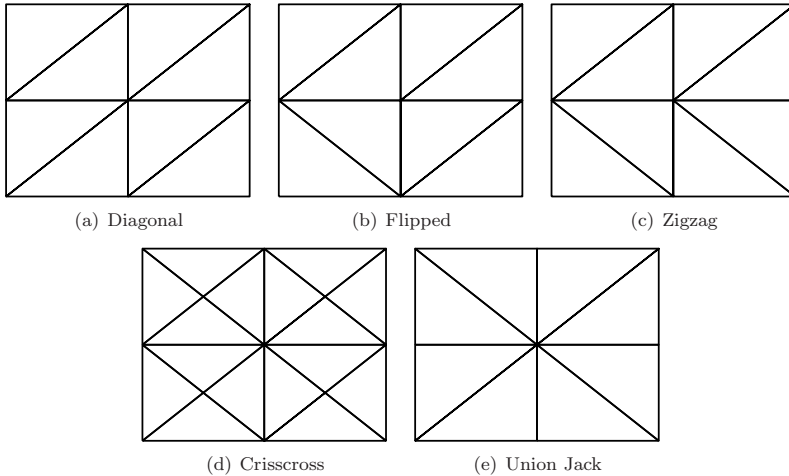 (a) Diagonal
(b) Flipped
(c) Zigzag
(d) Crisscross
(e) Union Jack